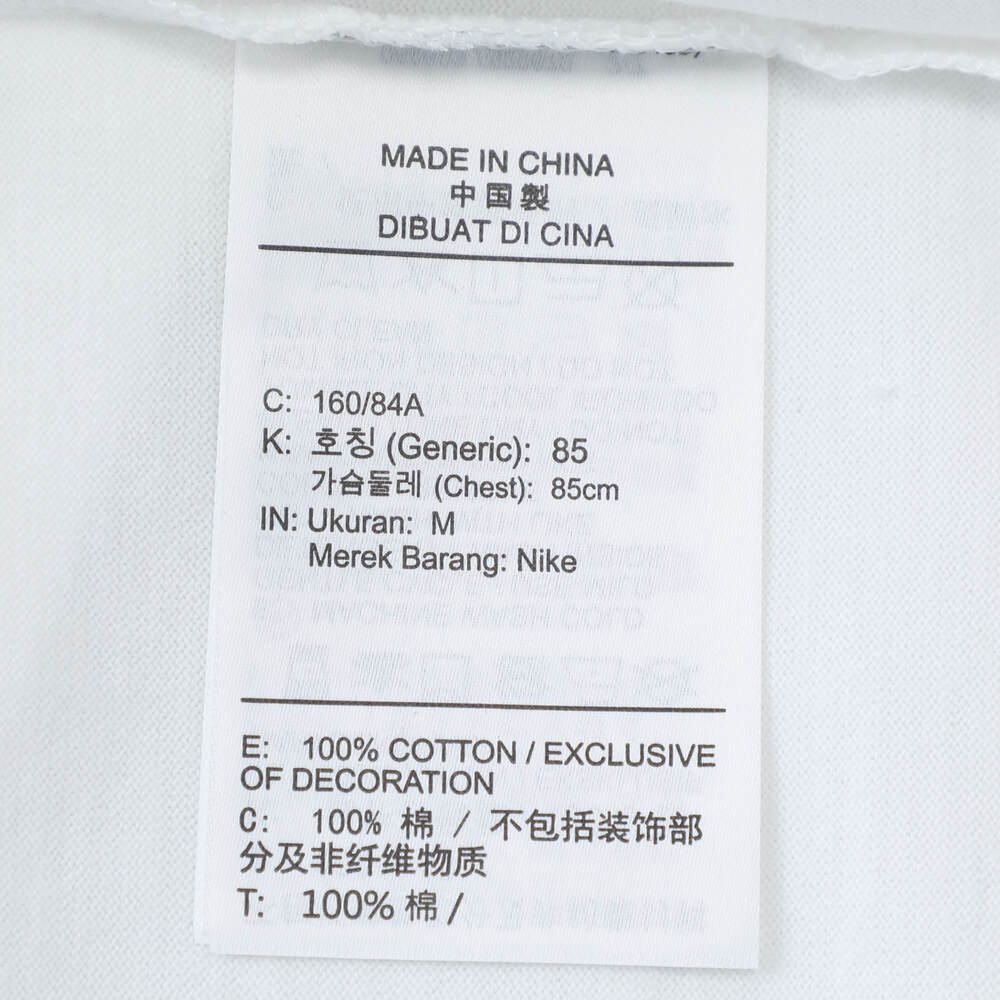 MADE IN CHINA
中国製
DIBUAT DI CINA
C: 160/84A
K: 호칭 (Generic): 85
가슴둘레 (Chest): 85cm
IN: Ukuran: M
Merek Barang: Nike
E: 100% COTTON / EXCLUSIVE
OF DECORATION
C: 100% 棉 / 不包括装饰部
分及非纤维物质
T: 100% 棉 /